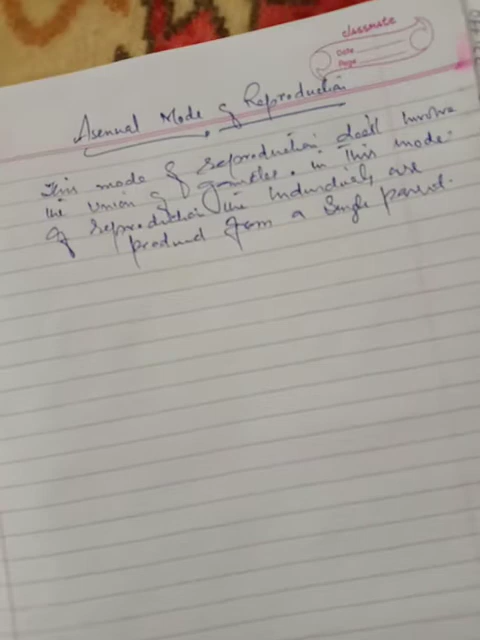 classmate
Date
Page
Asexual Mode of Reproduction
This mode of reproduction does'l Involve
the union of gametes. in This mode
of reproduction the Individuals are
produced from a Single parent.